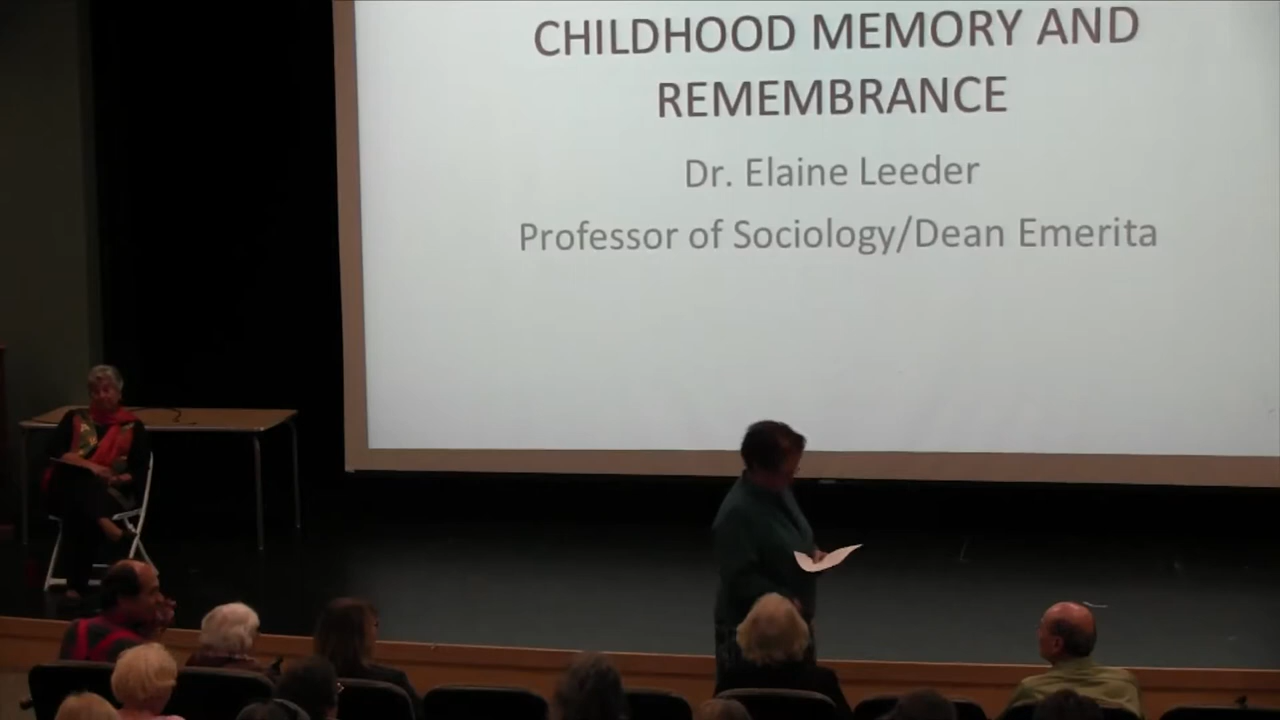 CHILDHOOD MEMORY AND
REMEMBRANCE
Dr. Elaine Leeder
Professor of Sociology/Dean Emerita